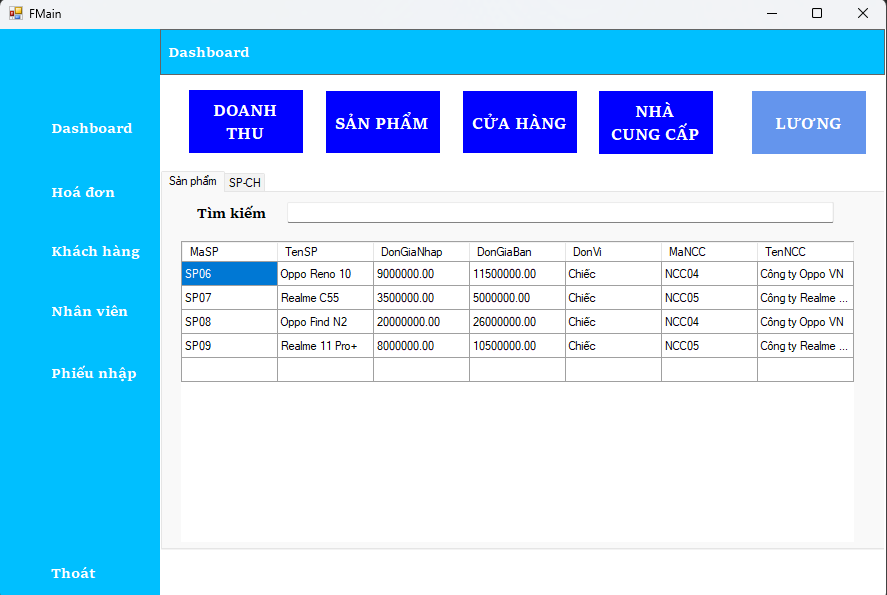 FMain
Dashboard
Dashboard
Hoá đơn
Khách hàng
Nhân viên
Phiếu nhập
Thoát
DOANH
THU
SẢN PHẨM
CỬA HÀNG
NHÀ
CUNG CẤP
LƯƠNG
Sản phẩm SP-CH
Tìm kiếm
MaSP TenSP DonGiaNhap DonGiaBan DonVi MaNCC TenNCC
SP06 Oppo Reno 10 9000000.00 11500000.00 Chiếc NCC04 Công ty Oppo VN
SP07 Realme C55 3500000.00 5000000.00 Chiếc NCC05 Công ty Realme ...
SP08 Oppo Find N2 20000000.00 26000000.00 Chiếc NCC04 Công ty Oppo VN
SP09 Realme 11 Pro+ 8000000.00 10500000.00 Chiếc NCC05 Công ty Realme ...